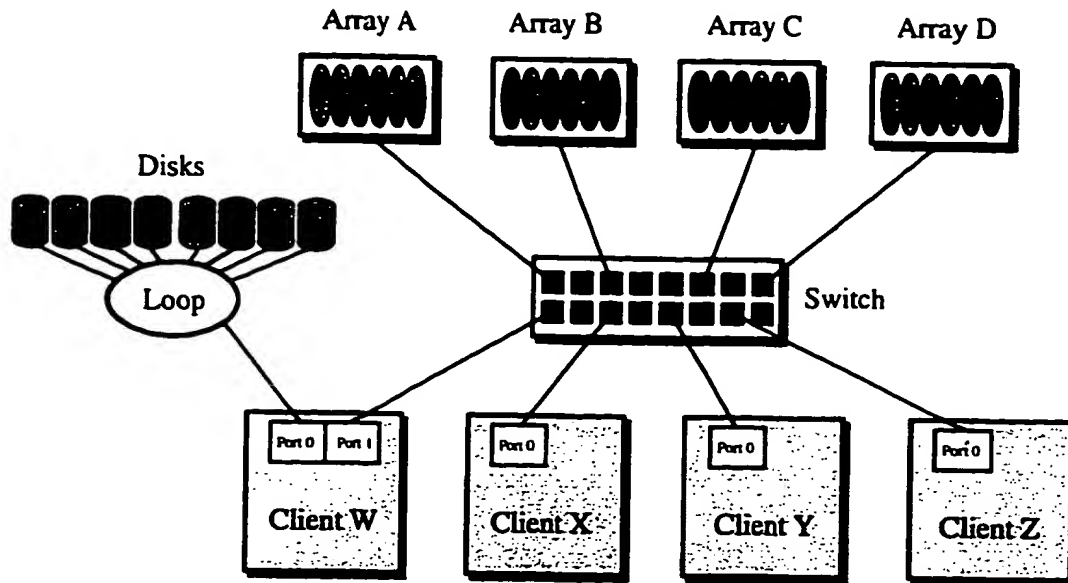 Array A
Array B
Array C
Array D
Disks
Loop
Switch
Port 0
Port 1
Port 0
Port 0
Port 0
Client W
Client X
Client Y
Client Z